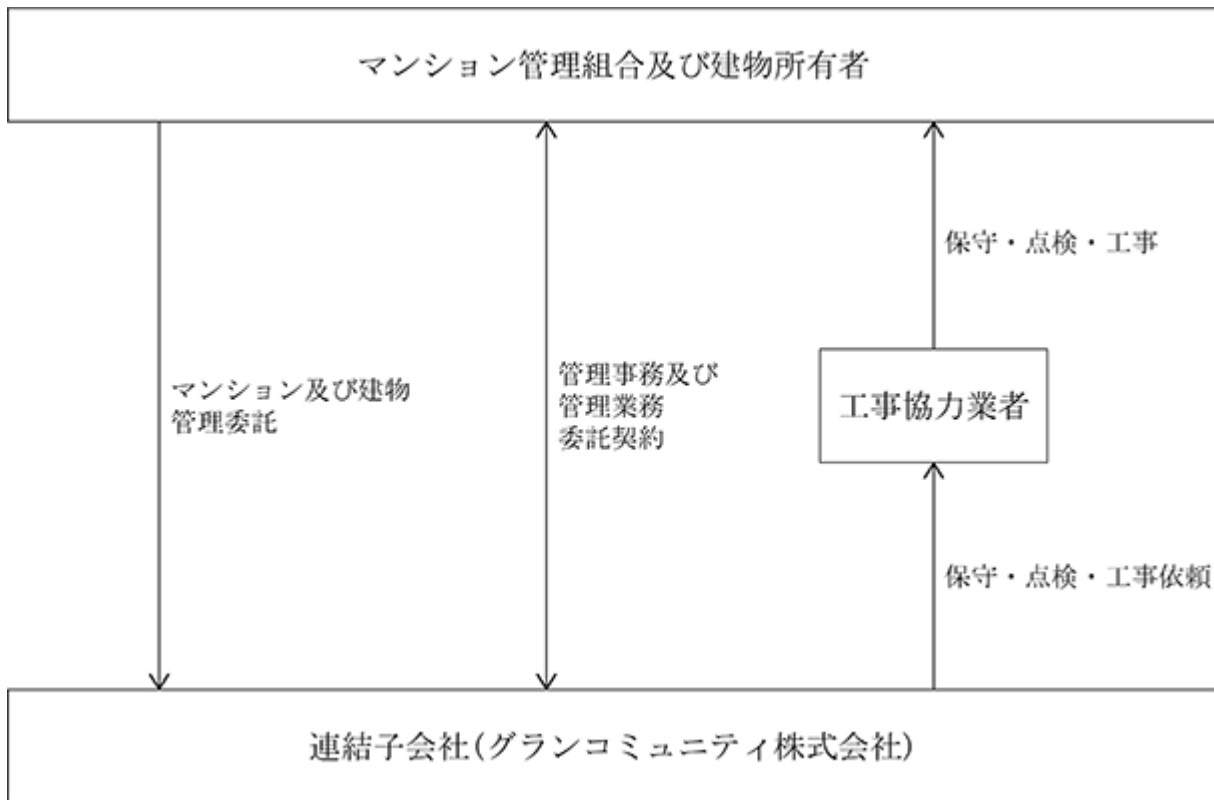 マンション管理組合及び建物所有者
保守・点検・工事
マンション及び建物
管理委託
管理事務及び
管理業務
委託契約
工事協力業者
保守・点検・工事依頼
連結子会社(グランコミュニティ株式会社)